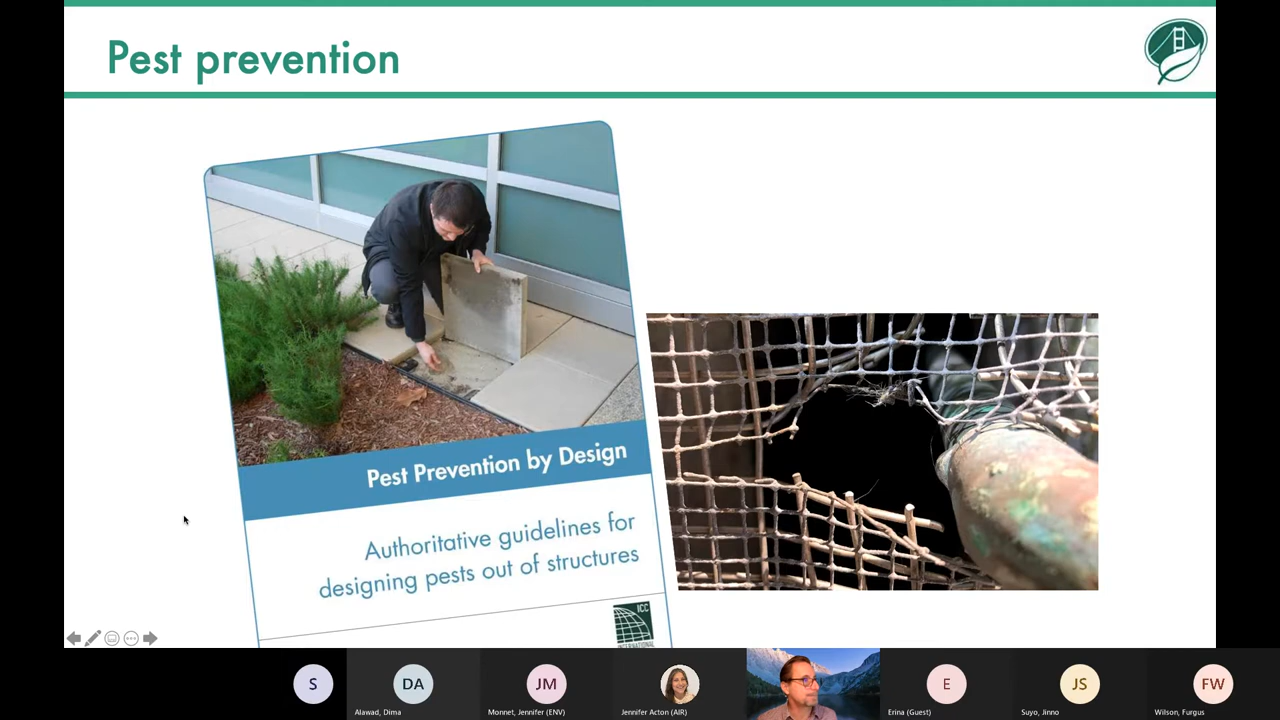 Pest prevention
Pest Prevention by Design
Authoritative guidelines for
designing pests out of structures
ICC
INTERNATIONAL
S
DA
JM
E
JS
FW
Alawad, Dima
Monnet, Jennifer (ENV)
Jennifer Acton (AIR)
Erina (Guest)
Suyo, Jinno
Wilson, Furgus